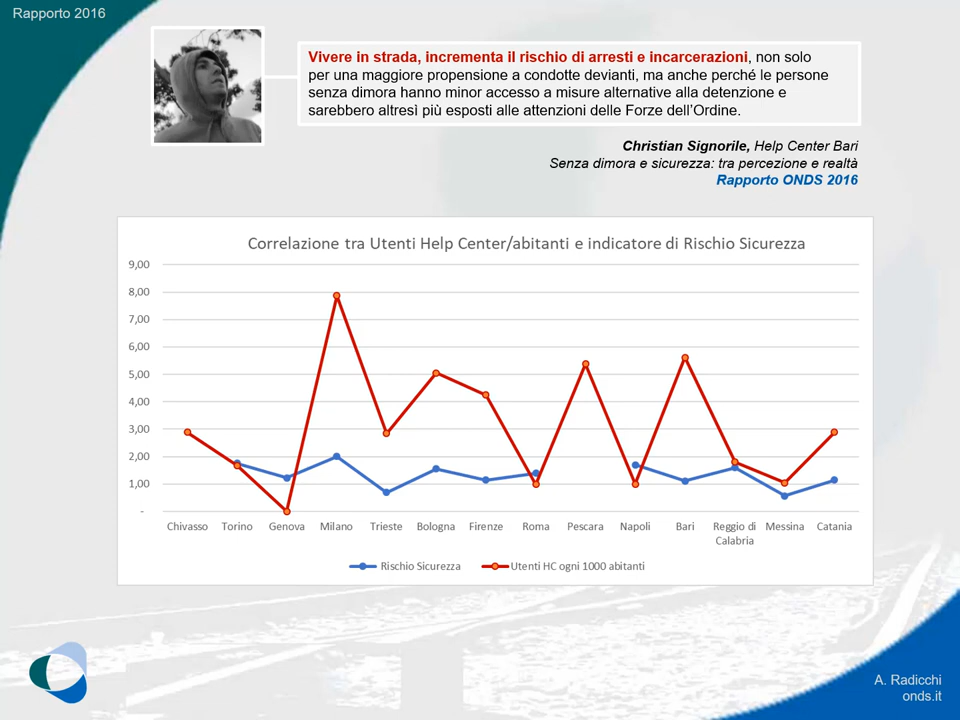 Rapporto 2016
Vivere in strada, incrementa il rischio di arresti e incarcerazioni, non solo
per una maggiore propensione a condotte devianti, ma anche perché le persone
senza dimora hanno minor accesso a misure alternative alla detenzione e
sarebbero altresì più esposti alle attenzioni delle Forze dell’Ordine.
Christian Signorile, Help Center Bari
Senza dimora e sicurezza: tra percezione e realtà
Rapporto ONDS 2016
Correlazione tra Utenti Help Center/abitanti e indicatore di Rischio Sicurezza
9,00
8,00
7,00
6,00
5,00
4,00
3,00
2,00
1,00
-
Chivasso Torino Genova Milano Trieste Bologna Firenze Roma Pescara Napoli Bari Reggio di Messina Catania
Calabria
Rischio Sicurezza Utenti HC ogni 1000 abitanti
A. Radicchi
onds.it